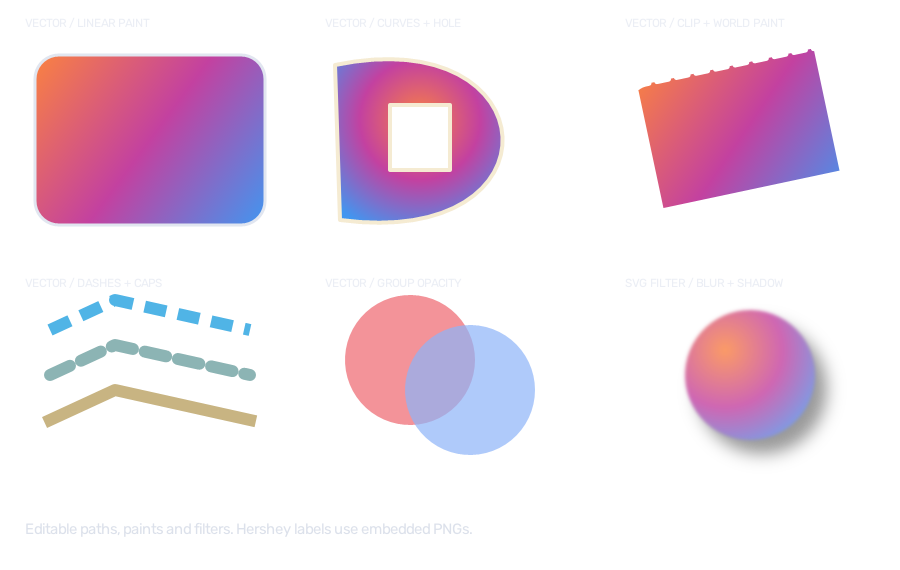 VECTOR / LINEAR PAINT
VECTOR / CURVES + HOLE
VECTOR / CLIP + WORLD PAINT
VECTOR / DASHES + CAPS
VECTOR / GROUP OPACITY
SVG FILTER / BLUR + SHADOW
Editable paths, paints and filters. Hershey labels use embedded PNGs.